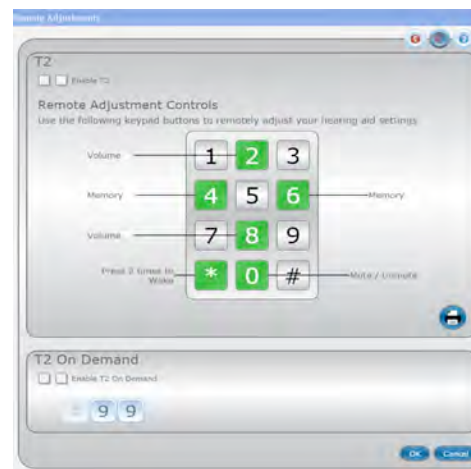 Remote Adjustments
T2
Enable T2
Remote Adjustment Controls
Use the following keypad buttons to remotely adjust your hearing aid settings
Volume
1 2 3
Memory
4 5 6
Memory
Volume
7 8 9
Press 2 times to
Wake
* 0 #
Mute / Unmute
T2 On Demand
Enable T2 On Demand
9 9
OK Cancel